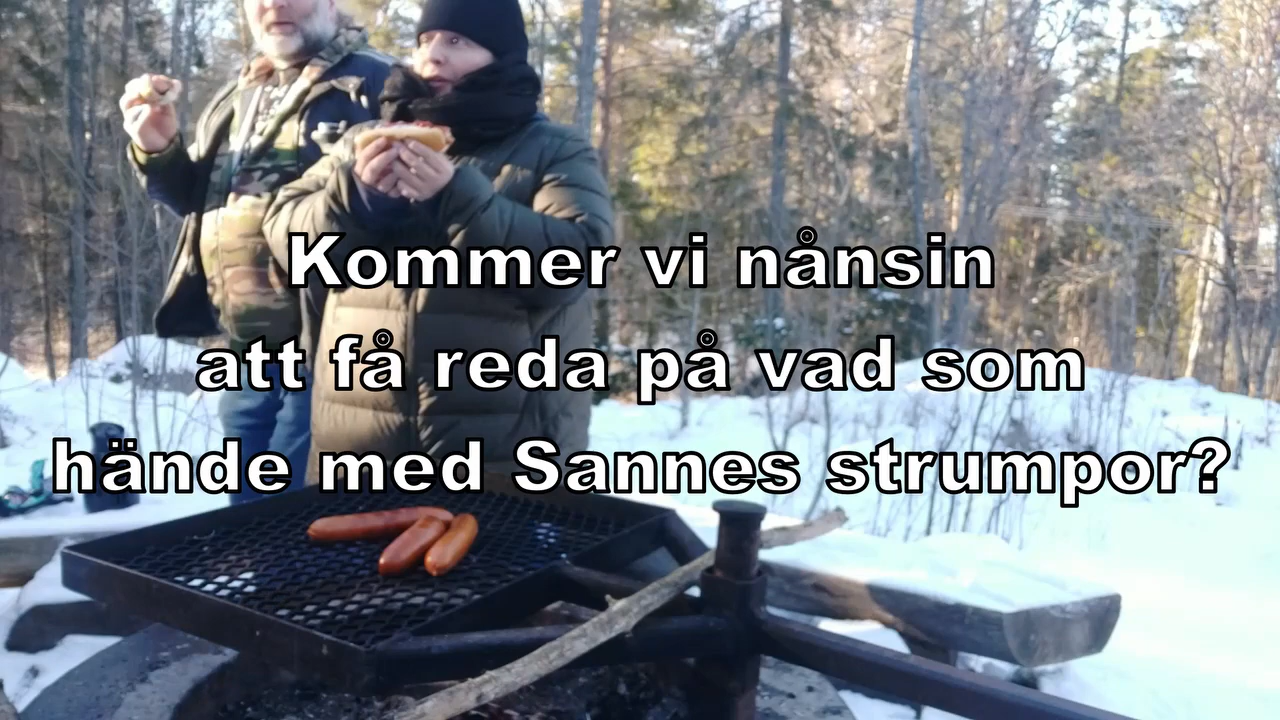 Kommer vi nånsin
att få reda på vad som
hände med Sannes strumpor?